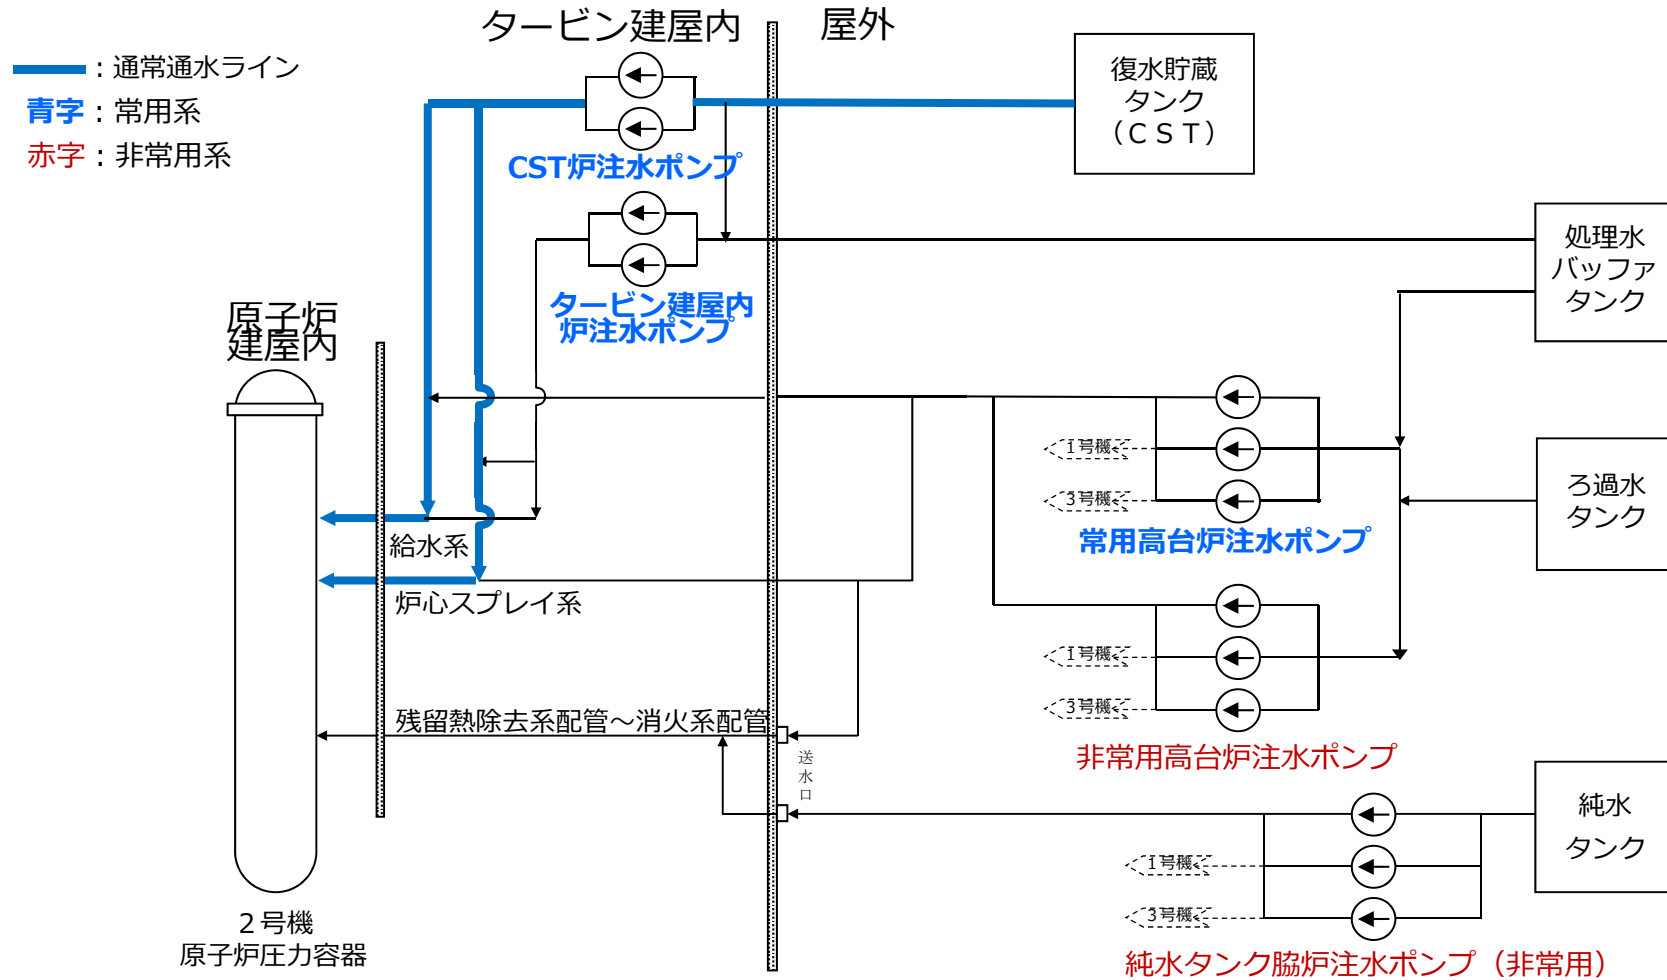 タービン建屋内
屋外
：通常通水ライン
青字：常用系
赤字：非常用系
復水貯蔵
タンク
（ＣＳＴ）
CST炉注水ポンプ
処理水
バッファ
タンク
タービン建屋内
炉注水ポンプ
原子炉
建屋内
1号機
3号機
ろ過水
タンク
常用高台炉注水ポンプ
給水系
炉心スプレイ系
1号機
3号機
残留熱除去系配管～消火系配管
送
水
口
非常用高台炉注水ポンプ
純水
タンク
1号機
3号機
２号機
原子炉圧力容器
純水タンク脇炉注水ポンプ（非常用）